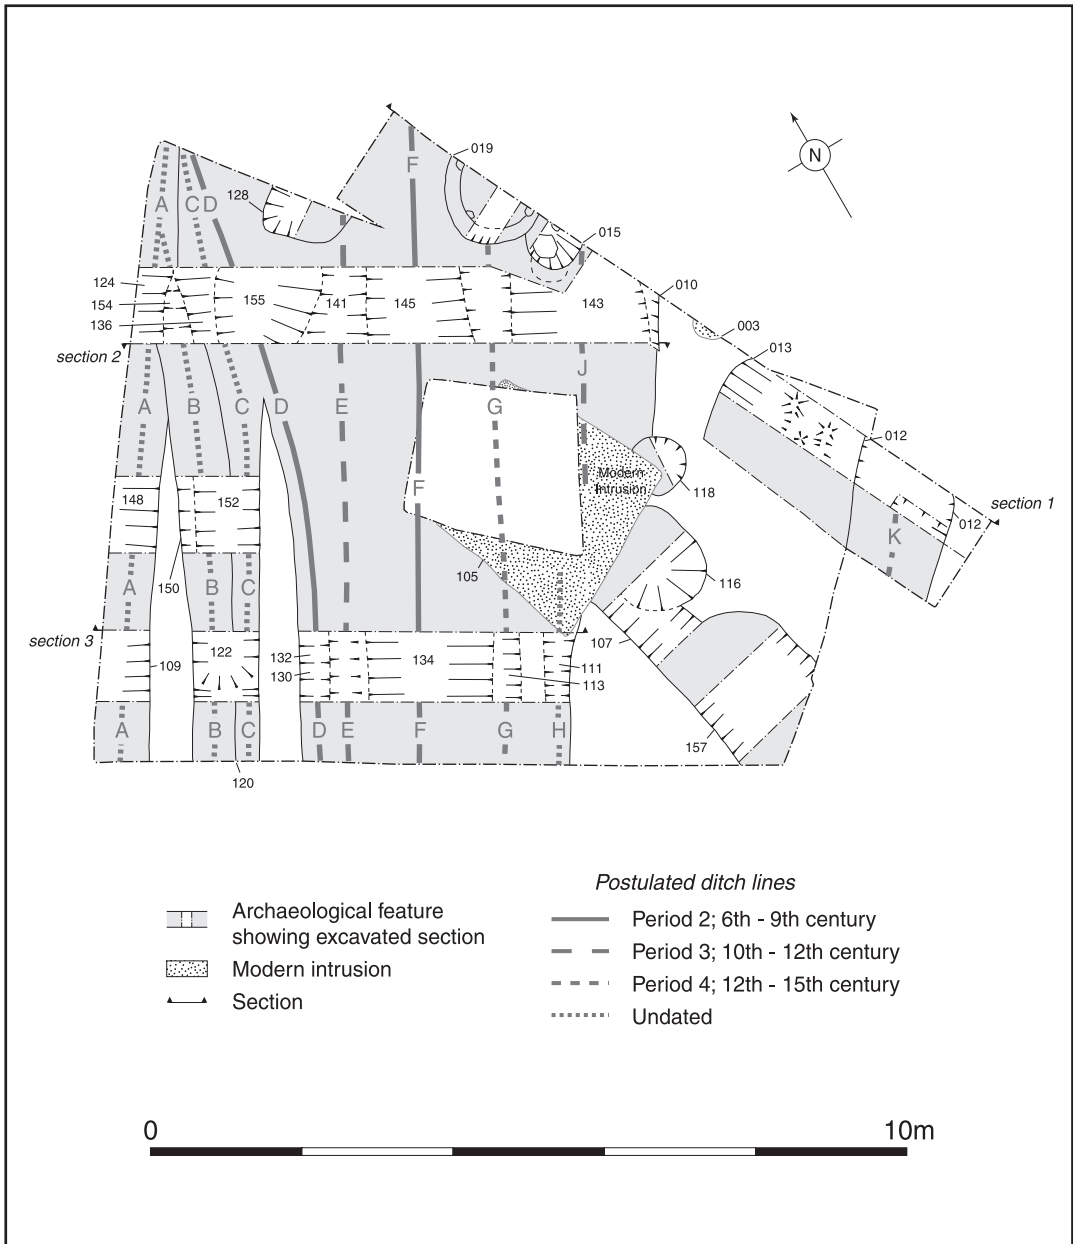 N
019
F
A
C D
128
015
124
154
136
155
141
145
143
010
003
013
section 2
J
A
B
C
D
E
G
012
F
Modern
Intrusion
118
148
152
section 1
012
K
150
105
116
A
B
C
section 3
109
122
132
130
134
107
111
113
A
B
C
D
E
F
G
H
157
120
Postulated ditch lines
Archaeological feature
showing excavated section
Modern intrusion
Section
Period 2; 6th - 9th century
Period 3; 10th - 12th century
Period 4; 12th - 15th century
Undated
0
10m